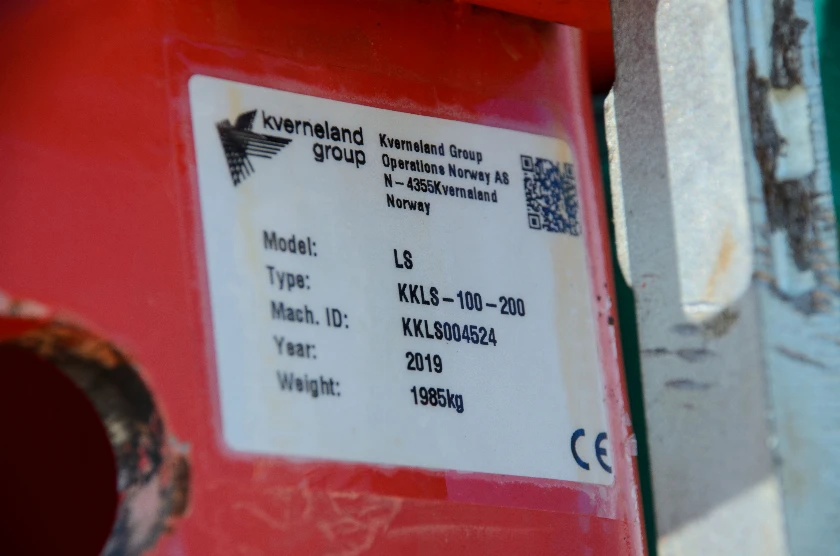 kverneland
group
Kverneland Group
Operations Norway AS
N-4355Kvernaland
Norway
Model: LS
Type: KKLS-100-200
Mach. ID: KKLS004524
Year: 2019
Weight: 1985kg
CE